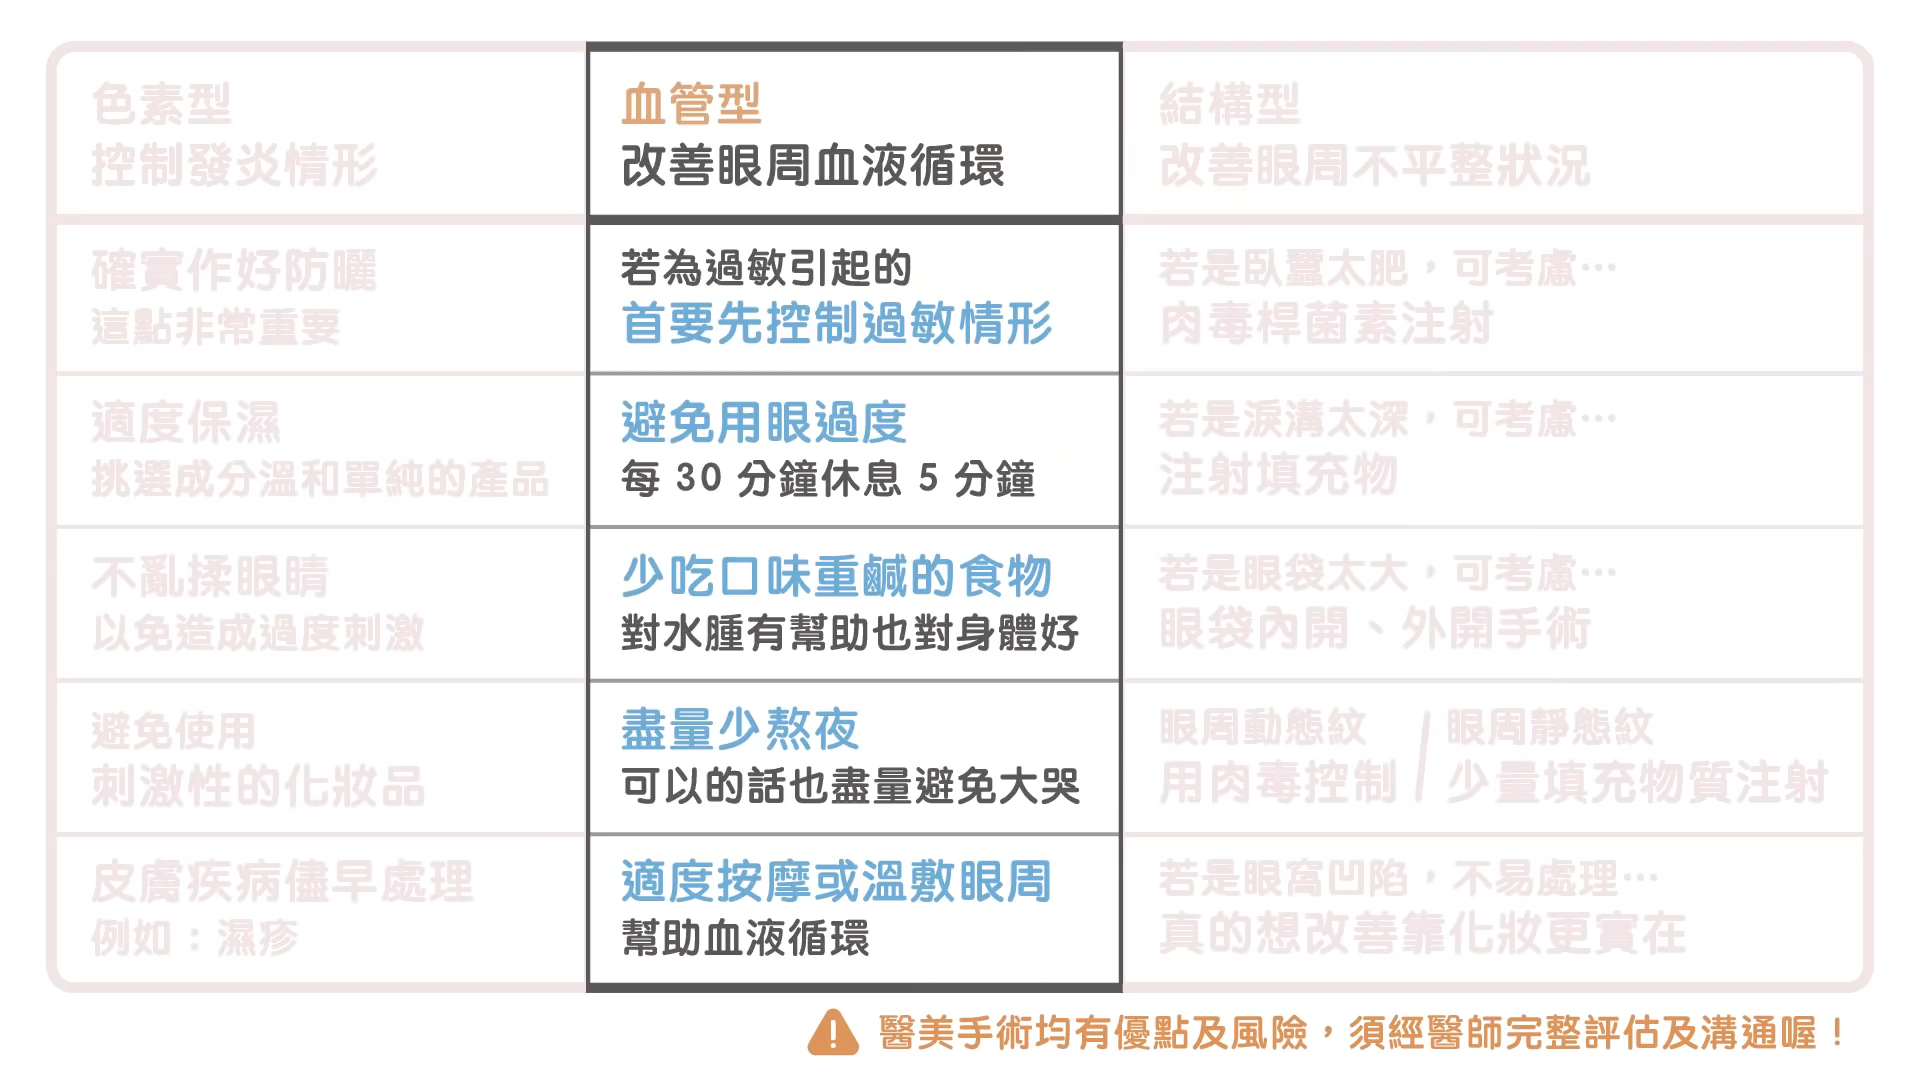 色素型
控制發炎情形
確實作好防曬
這點非常重要
適度保濕
挑選成分溫和單純的產品
不亂揉眼睛
以免造成過度刺激
避免使用
刺激性的化妝品
皮膚疾病儘早處理
例如：濕疹
血管型
改善眼周血液循環
若為過敏引起的
首要先控制過敏情形
避免用眼過度
每 30 分鐘休息 5 分鐘
少吃口味重鹹的食物
對水腫有幫助也對身體好
盡量少熬夜
可以的話也盡量避免大哭
適度按摩或溫敷眼周
幫助血液循環
結構型
改善眼周不平整狀況
若是臥蠶太肥，可考慮…
肉毒桿菌素注射
若是淚溝太深，可考慮…
注射填充物
若是眼袋太大，可考慮…
眼袋內開、外開手術
眼周動態紋
用肉毒控制
/
眼周靜態紋
少量填充物質注射
若是眼窩凹陷，不易處理…
真的想改善靠化妝更實在
醫美手術均有優點及風險，須經醫師完整評估及溝通喔！